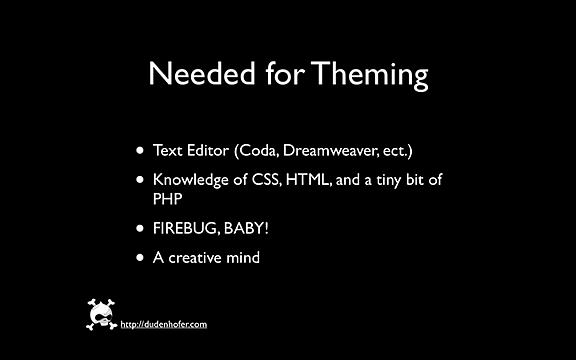 Needed for Theming
• Text Editor (Coda, Dreamweaver, ect.)
• Knowledge of CSS, HTML, and a tiny bit of
PHP
• FIREBUG, BABY!
• A creative mind
http://dudenhofer.com